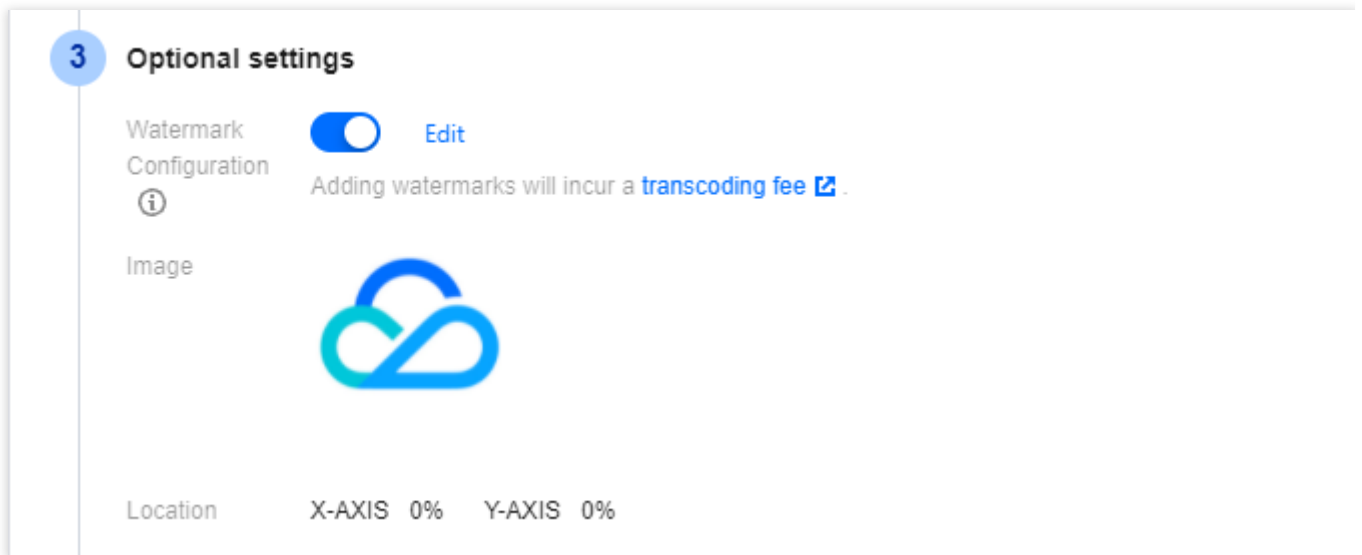 3 Optional settings
Watermark
Configuration
Edit
Adding watermarks will incur a transcoding fee .
Image
Location X-AXIS 0% Y-AXIS 0%